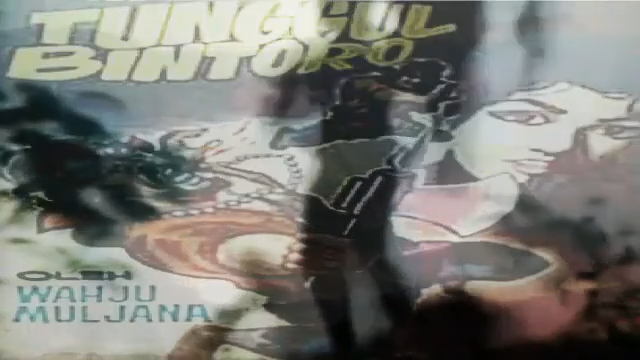 TUNGGUL
BINTORO
OLEH
WAHJU
MULJANA